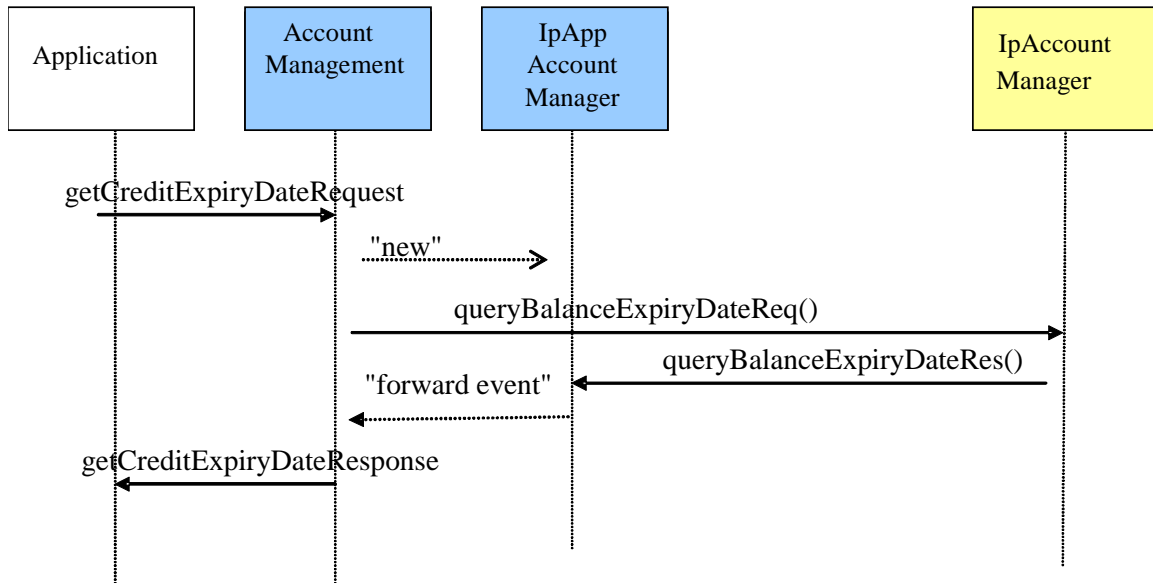 Application
Account
Management
IpApp
Account
Manager
IpAccount
Manager
getCreditExpiryDateRequest
"new"
queryBalanceExpiryDateReq()
queryBalanceExpiryDateRes()
"forward event"
getCreditExpiryDateResponse